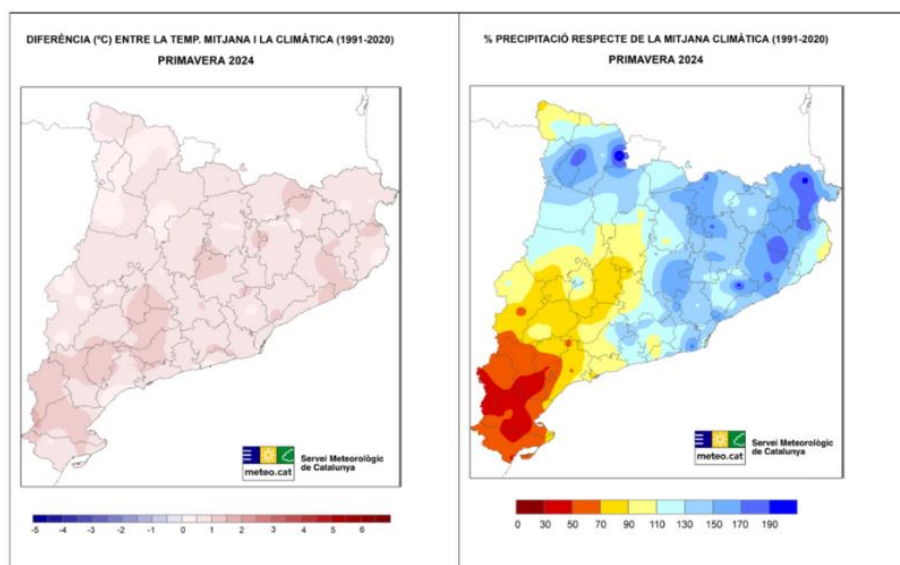 DIFERÈNCIA (ºC) ENTRE LA TEMP. MITJANA I LA CLIMÀTICA (1991-2020)
PRIMAVERA 2024
Servei Meteorològic
de Catalunya
meteo.cat
-5 -4 -3 -2 -1 0 1 2 3 4 5 6
% PRECIPITACIÓ RESPECTE DE LA MITJANA CLIMÀTICA (1991-2020)
PRIMAVERA 2024
Servei Meteorològic
de Catalunya
meteo.cat
0 30 50 70 90 110 130 150 170 190